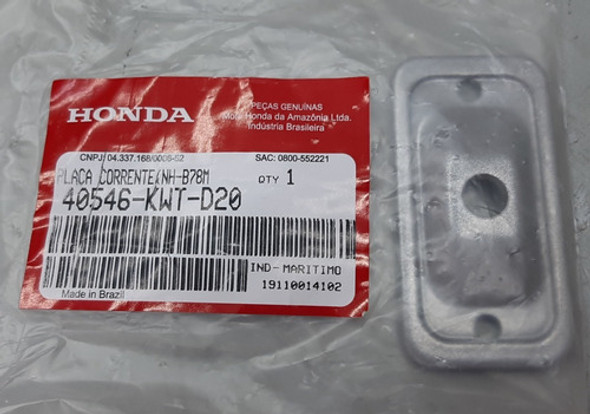 HONDA
PEÇAS GENUÍNAS
Moto Honda da Amazônia Ltda.
Indústria Brasileira
CNPJ: 04.337.168/0006-62
SAC: 0800-552221
PLACA CORRENTE*NH-B78M
QTY 1
40546-KWT-D20
IND-MARITIMO
19110014102
Made in Brazil